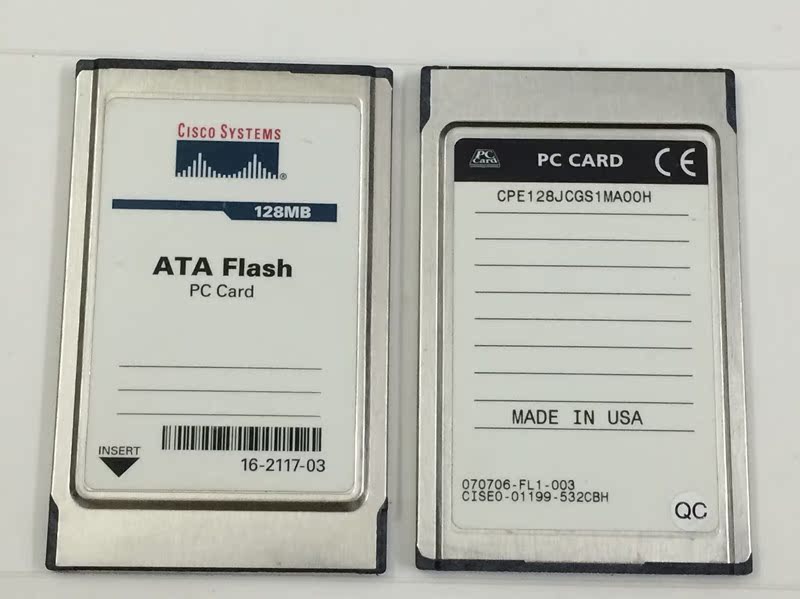 CISCO SYSTEMS
®
128MB
ATA Flash
PC Card
INSERT
16-2117-03
PC Card
PC CARD CE
CPE128JCGS1MA00H
MADE IN USA
070706-FL1-003
CISE0-01199-532CBH
QC